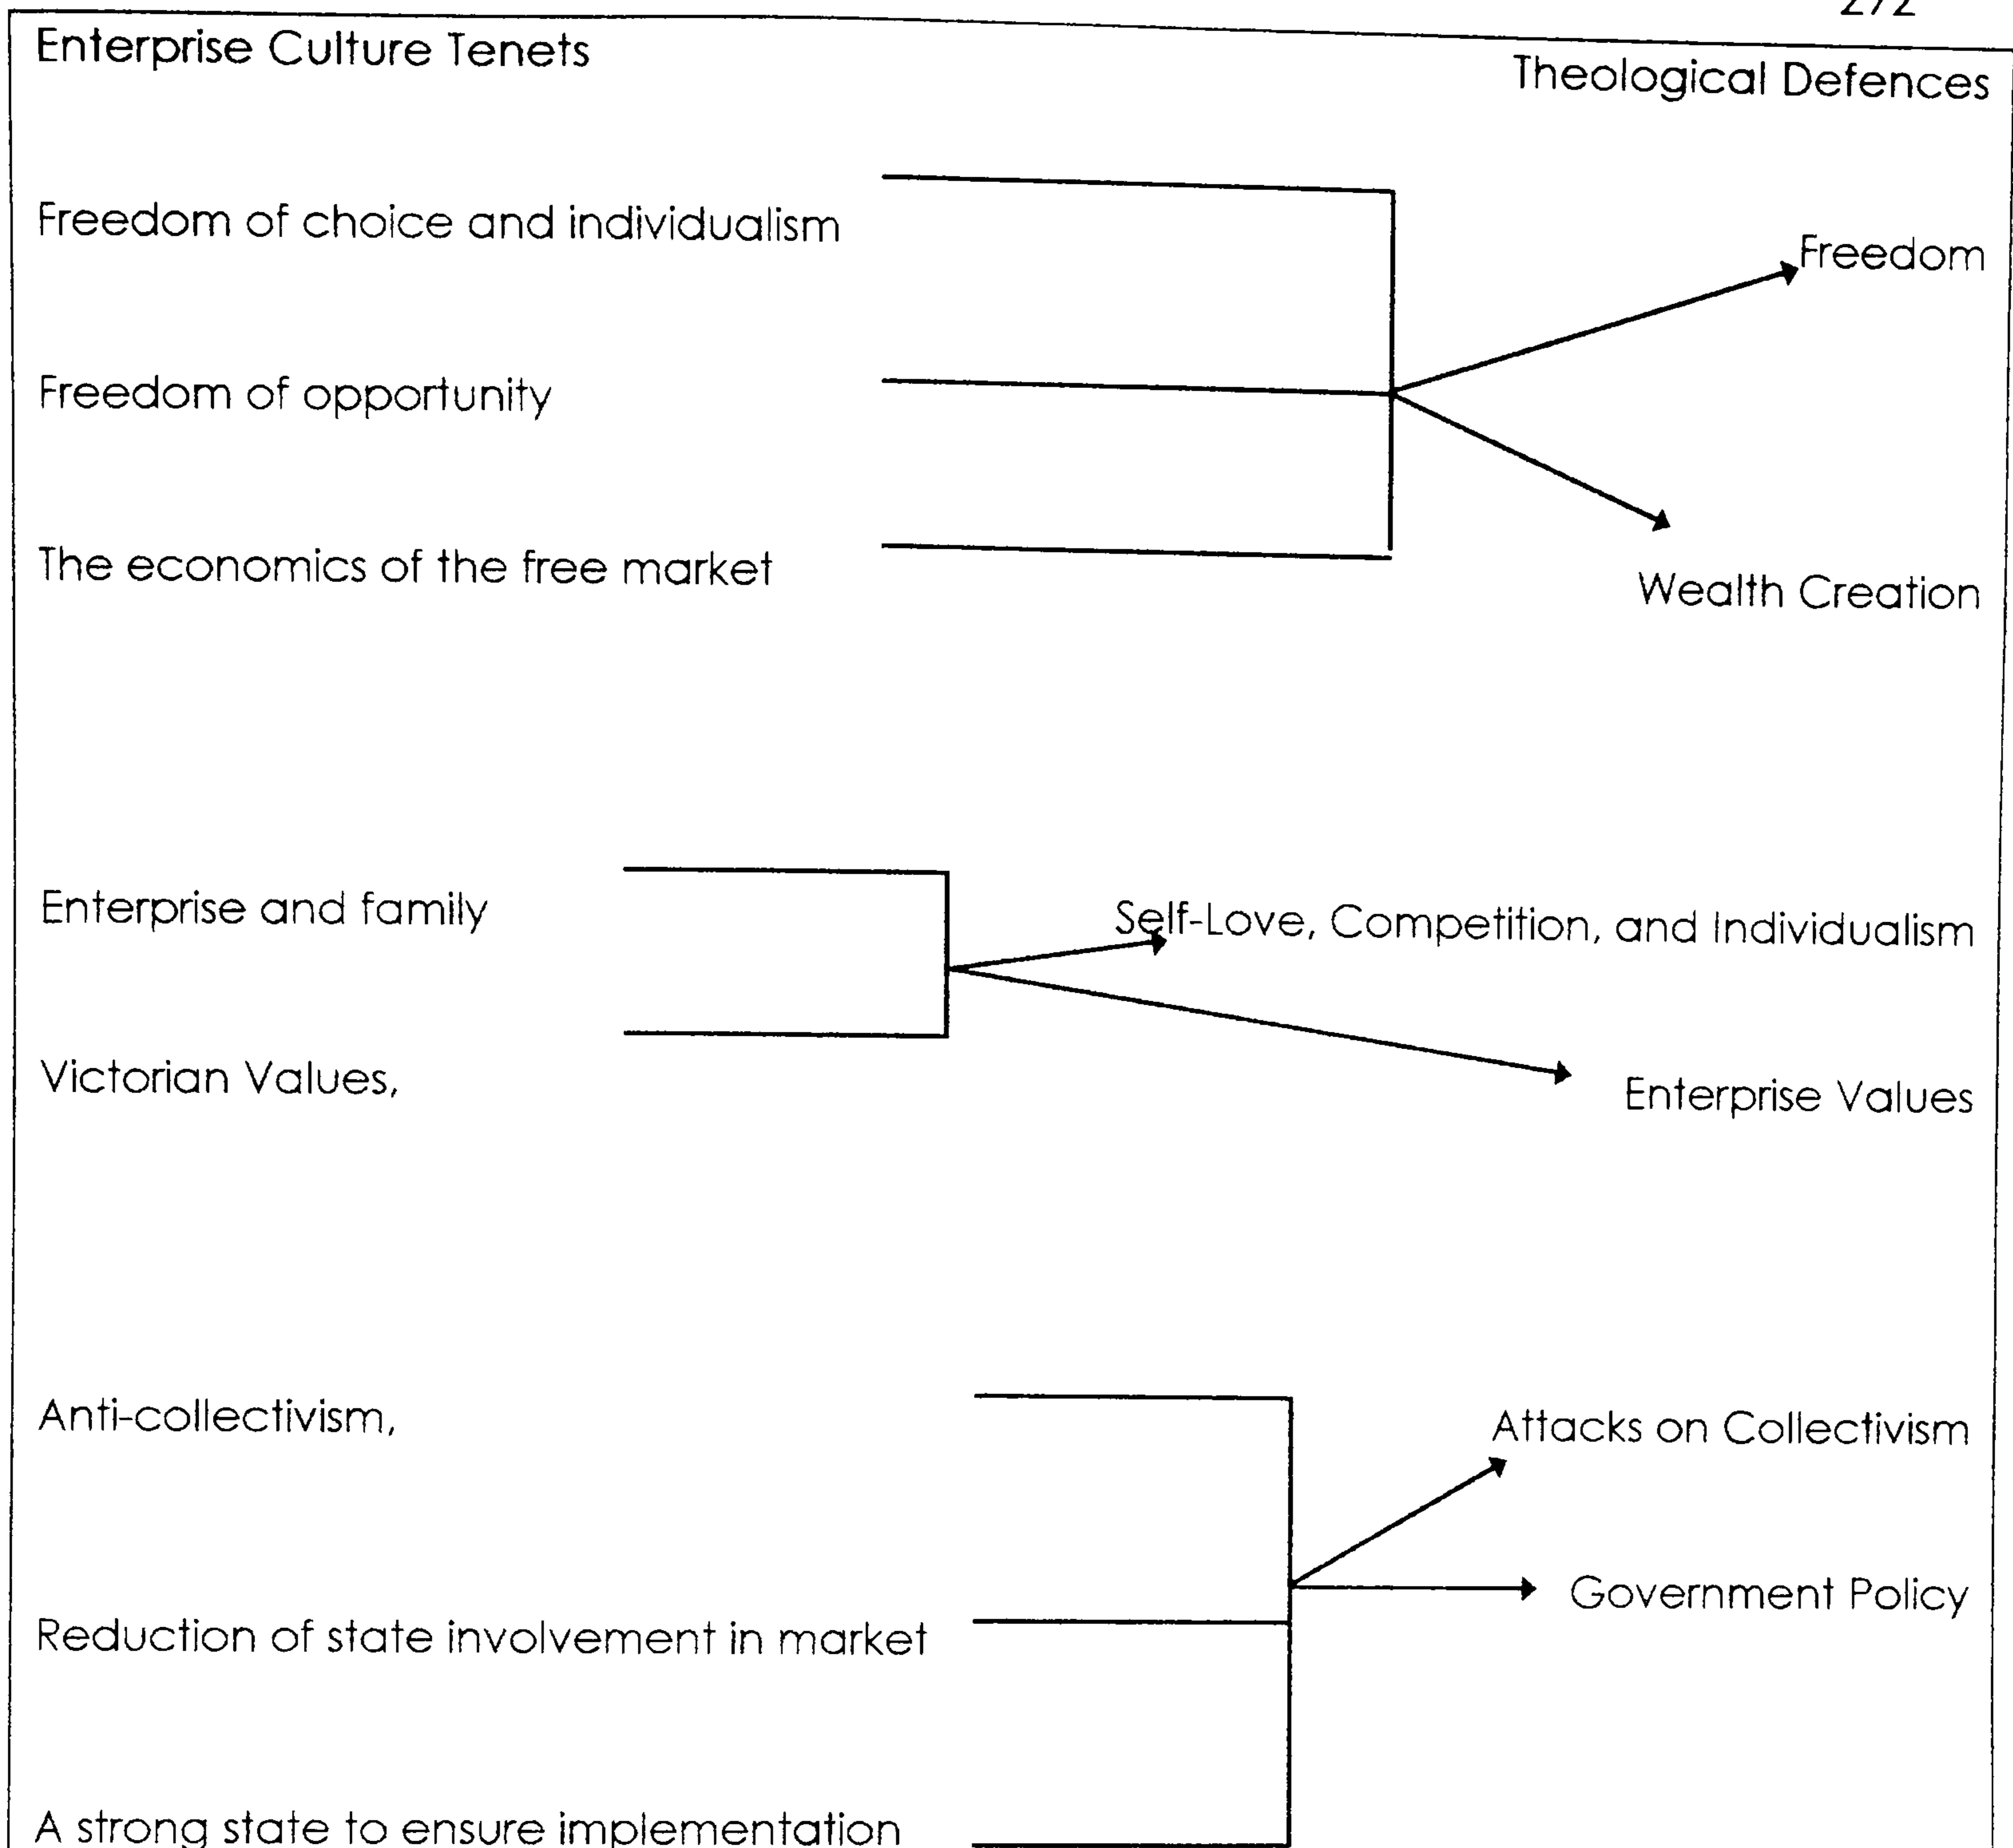 272
Enterprise Culture Tenets
Theological Defences
Freedom of choice and individualism
Freedom
Freedom of opportunity
The economics of the free market
Wealth Creation
Enterprise and family
Self-Love, Competition, and Individualism
Victorian Values,
Enterprise Values
Anti-collectivism,
Attacks on Collectivism
Government Policy
Reduction of state involvement in market
A strong state to ensure implementation